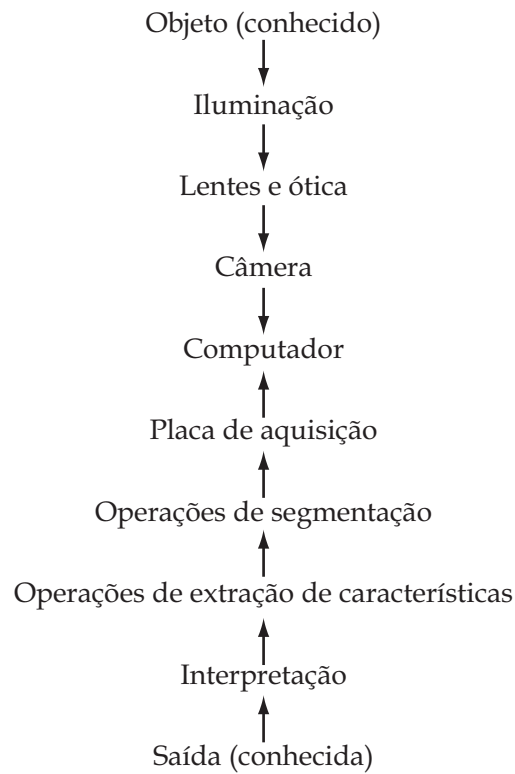 Objeto (conhecido)
Iluminação
Lentes e ótica
Câmera
Computador
Placa de aquisição
Operações de segmentação
Operações de extração de características
Interpretação
Saída (conhecida)